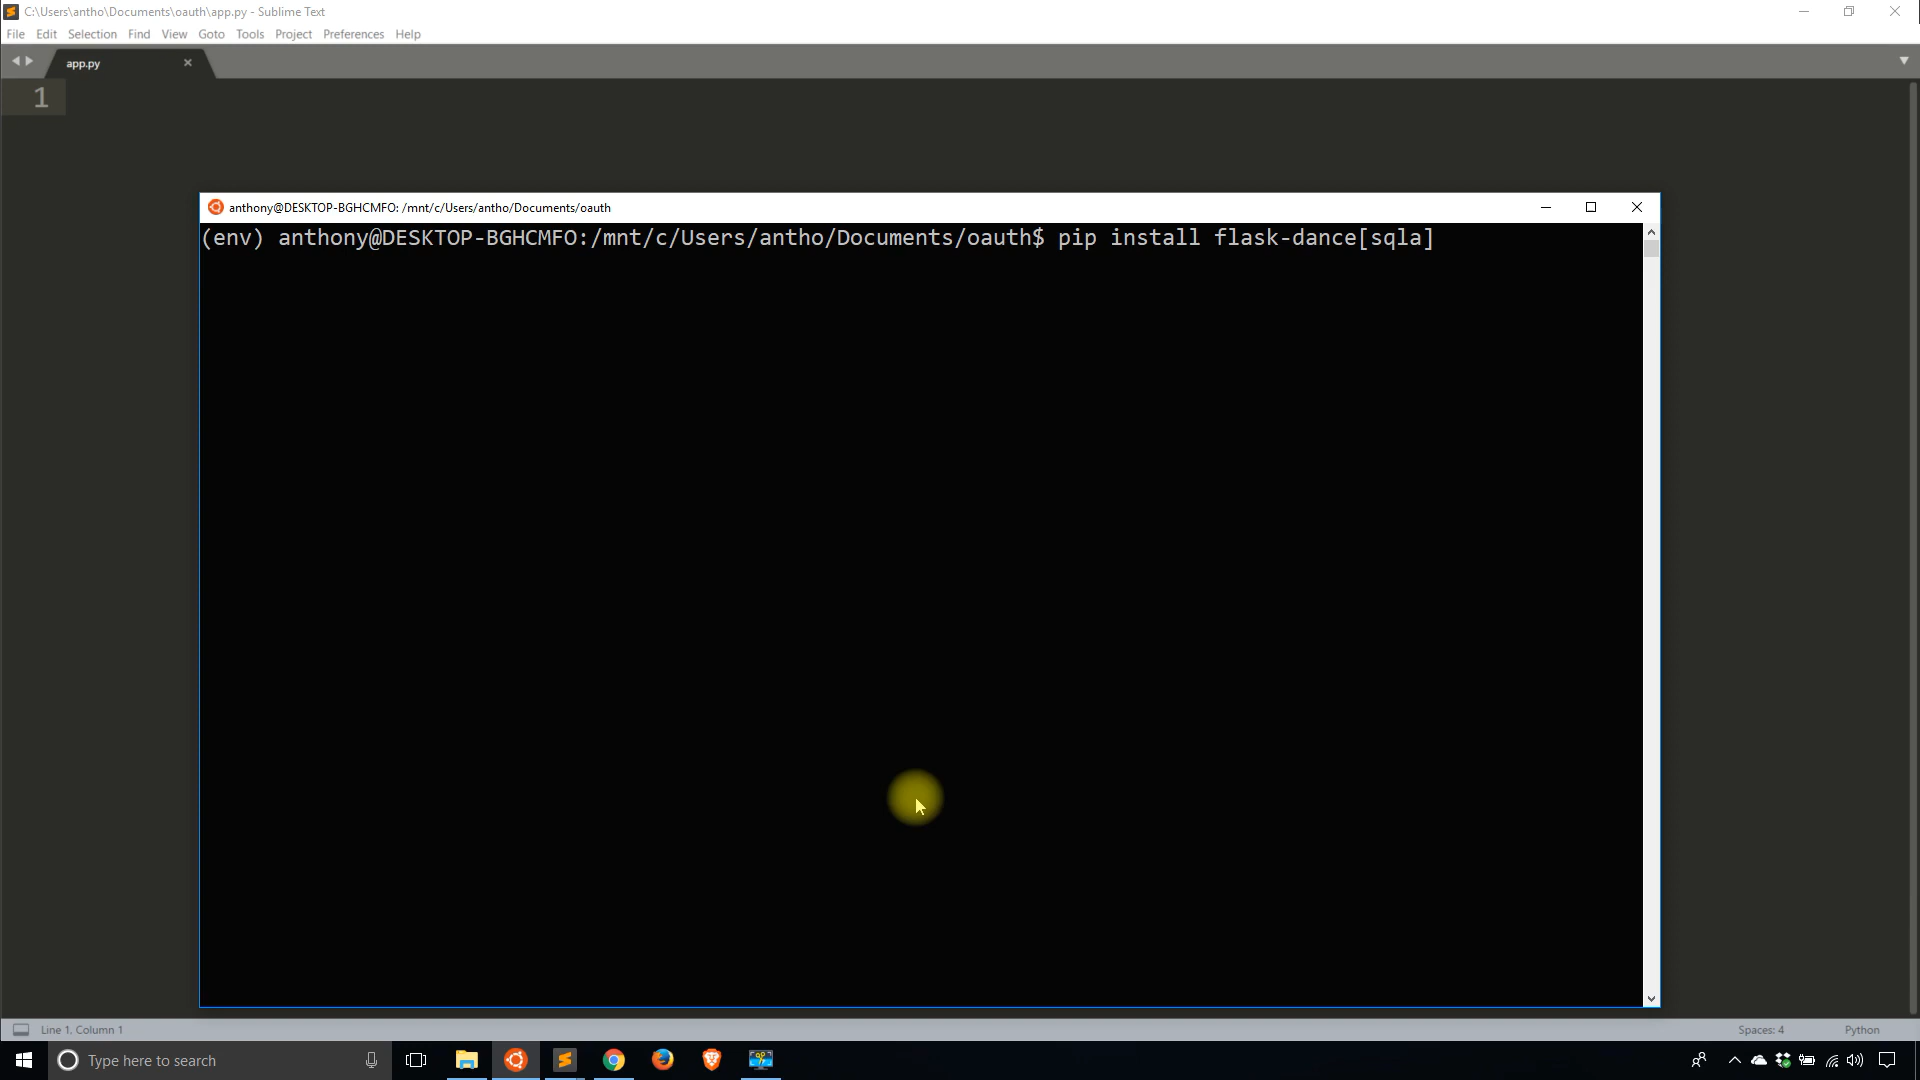 C:\Users\antho\Documents\oauth\app.py - Sublime Text
File Edit Selection Find View Goto Tools Project Preferences Help
app.py
1
anthony@DESKTOP-BGHCMFO: /mnt/c/Users/antho/Documents/oauth
(env) anthony@DESKTOP-BGHCMFO:/mnt/c/Users/antho/Documents/oauth$ pip install flask-dance[sqla]
Line 1, Column 1
Spaces: 4
Python
Type here to search